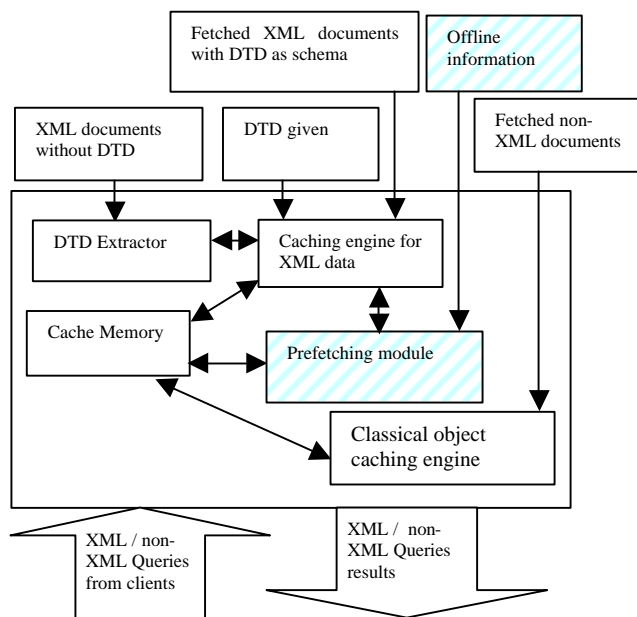 Fetched XML documents
with DTD as schema
Offline
information
XML documents
without DTD
DTD given
Fetched non-
XML documents
DTD Extractor
Caching engine for
XML data
Cache Memory
Prefetching module
Classical object
caching engine
XML / non-
XML Queries
from clients
XML / non-
XML Queries
results